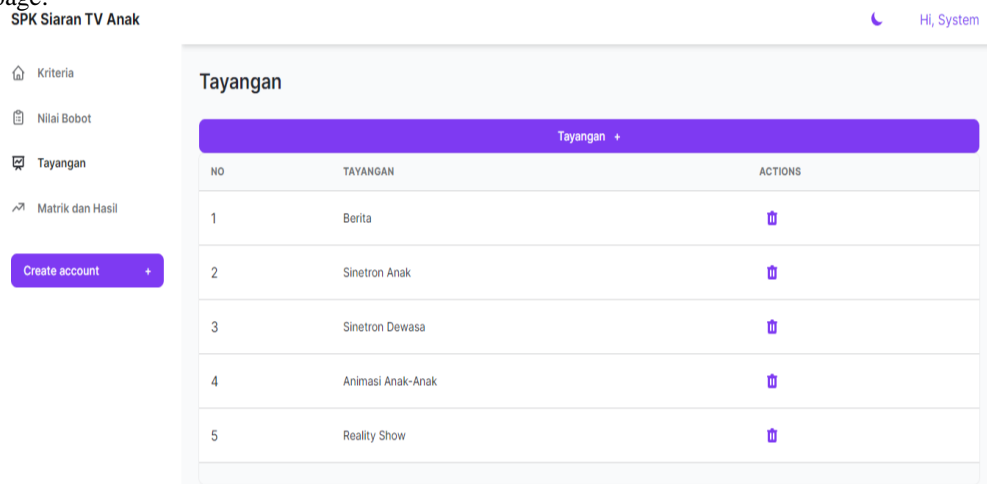 page.
SPK Siaran TV Anak
Hi, System
Kriteria
Nilai Bobot
Tayangan
Matrik dan Hasil
Create account +
Tayangan
Tayangan +
NO TAYANGAN ACTIONS
1 Berita
2 Sinetron Anak
3 Sinetron Dewasa
4 Animasi Anak-Anak
5 Reality Show